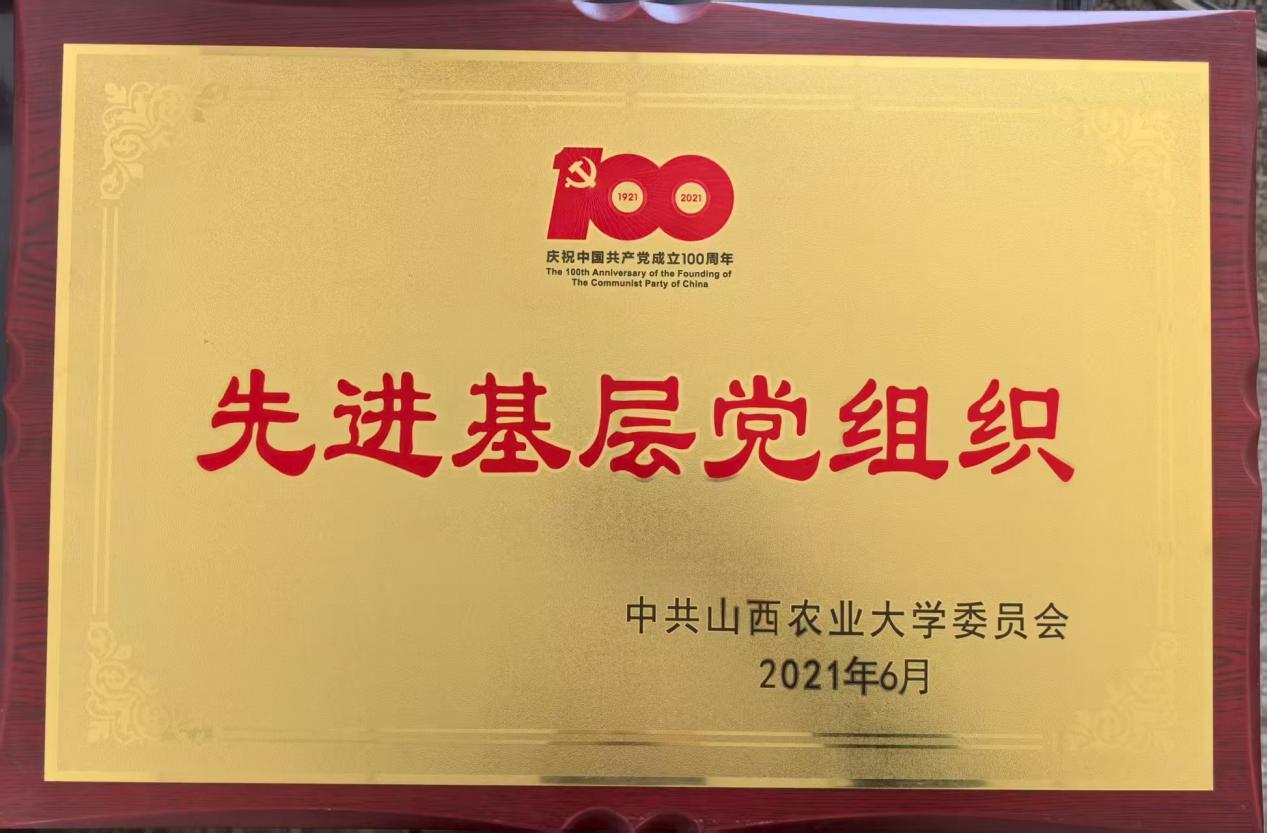 100
1921 2021
庆祝中国共产党成立100周年
The 100th Anniversary of the Founding of
The Communist Party of China
先进基层党组织
中共山西农业大学委员会
2021年6月